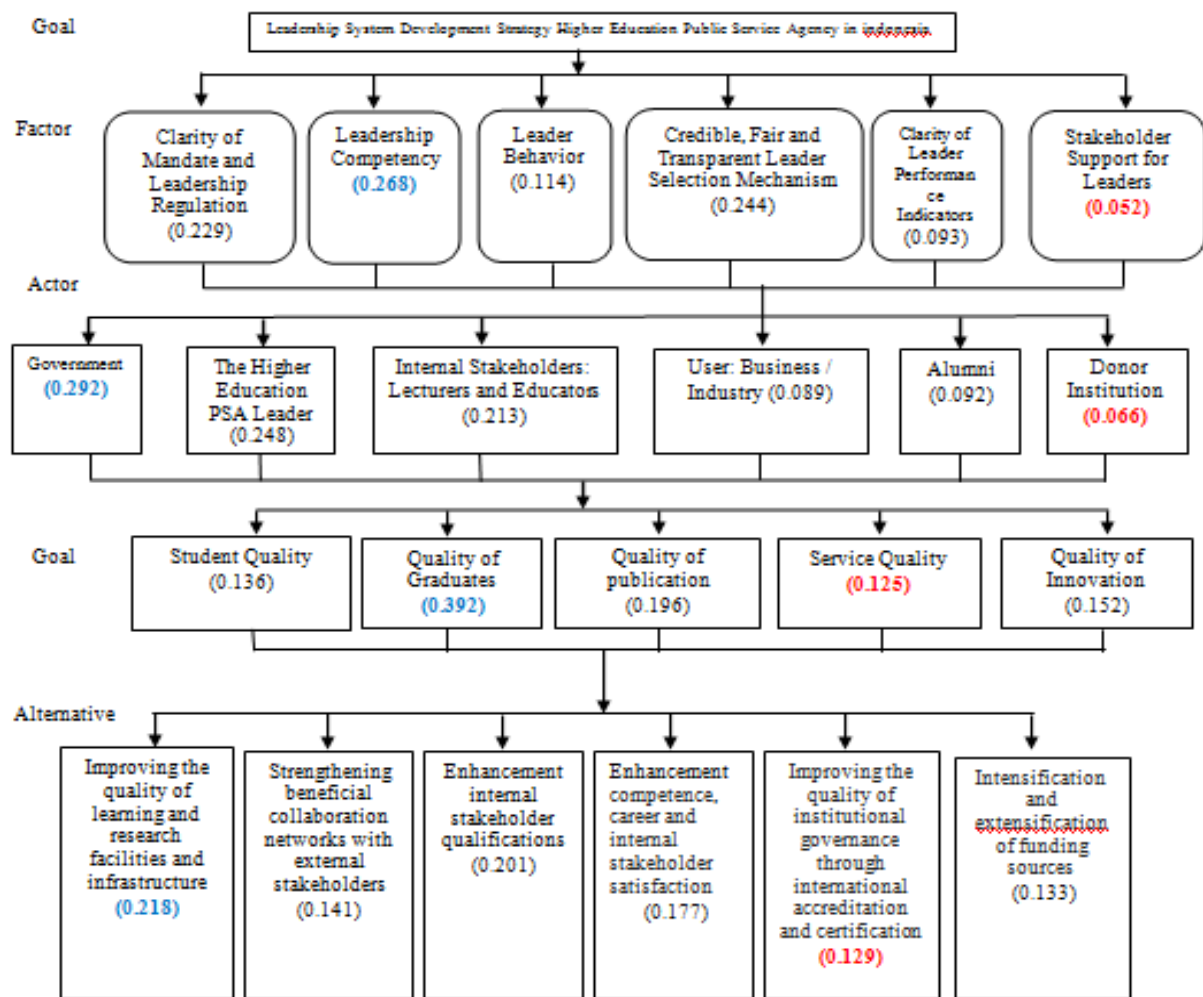 Goal
Leadership System Development Strategy Higher Education Public Service Agency in indonesia
Factor
Clarity of
Mandate and
Leadership
Regulation
(0.229)
Leadership
Competency
(0.268)
Leader
Behavior
(0.114)
Credible, Fair and
Transparent Leader
Selection Mechanism
(0.244)
Clarity of
Leader
Performan
ce
Indicators
(0.093)
Stakeholder
Support for
Leaders
(0.052)
Actor
Government
(0.292)
The Higher
Education
PSA Leader
(0.248)
Internal Stakeholders:
Lecturers and Educators
(0.213)
User: Business /
Industry (0.089)
Alumni
(0.092)
Donor
Institution
(0.066)
Goal
Student Quality
(0.136)
Quality of
Graduates
(0.392)
Quality of
publication
(0.196)
Service Quality
(0.125)
Quality of
Innovation
(0.152)
Alternative
Improving the
quality of
learning and
research
facilities and
infrastructure
(0.218)
Strengthening
beneficial
collaboration
networks with
external
stakeholders
(0.141)
Enhancement
internal
stakeholder
qualifications
(0.201)
Enhancement
competence,
career and
internal
stakeholder
satisfaction
(0.177)
Improving the
quality of
institutional
governance
through
international
accreditation
and certification
(0.129)
Intensification
and
extensification
of funding
sources
(0.133)